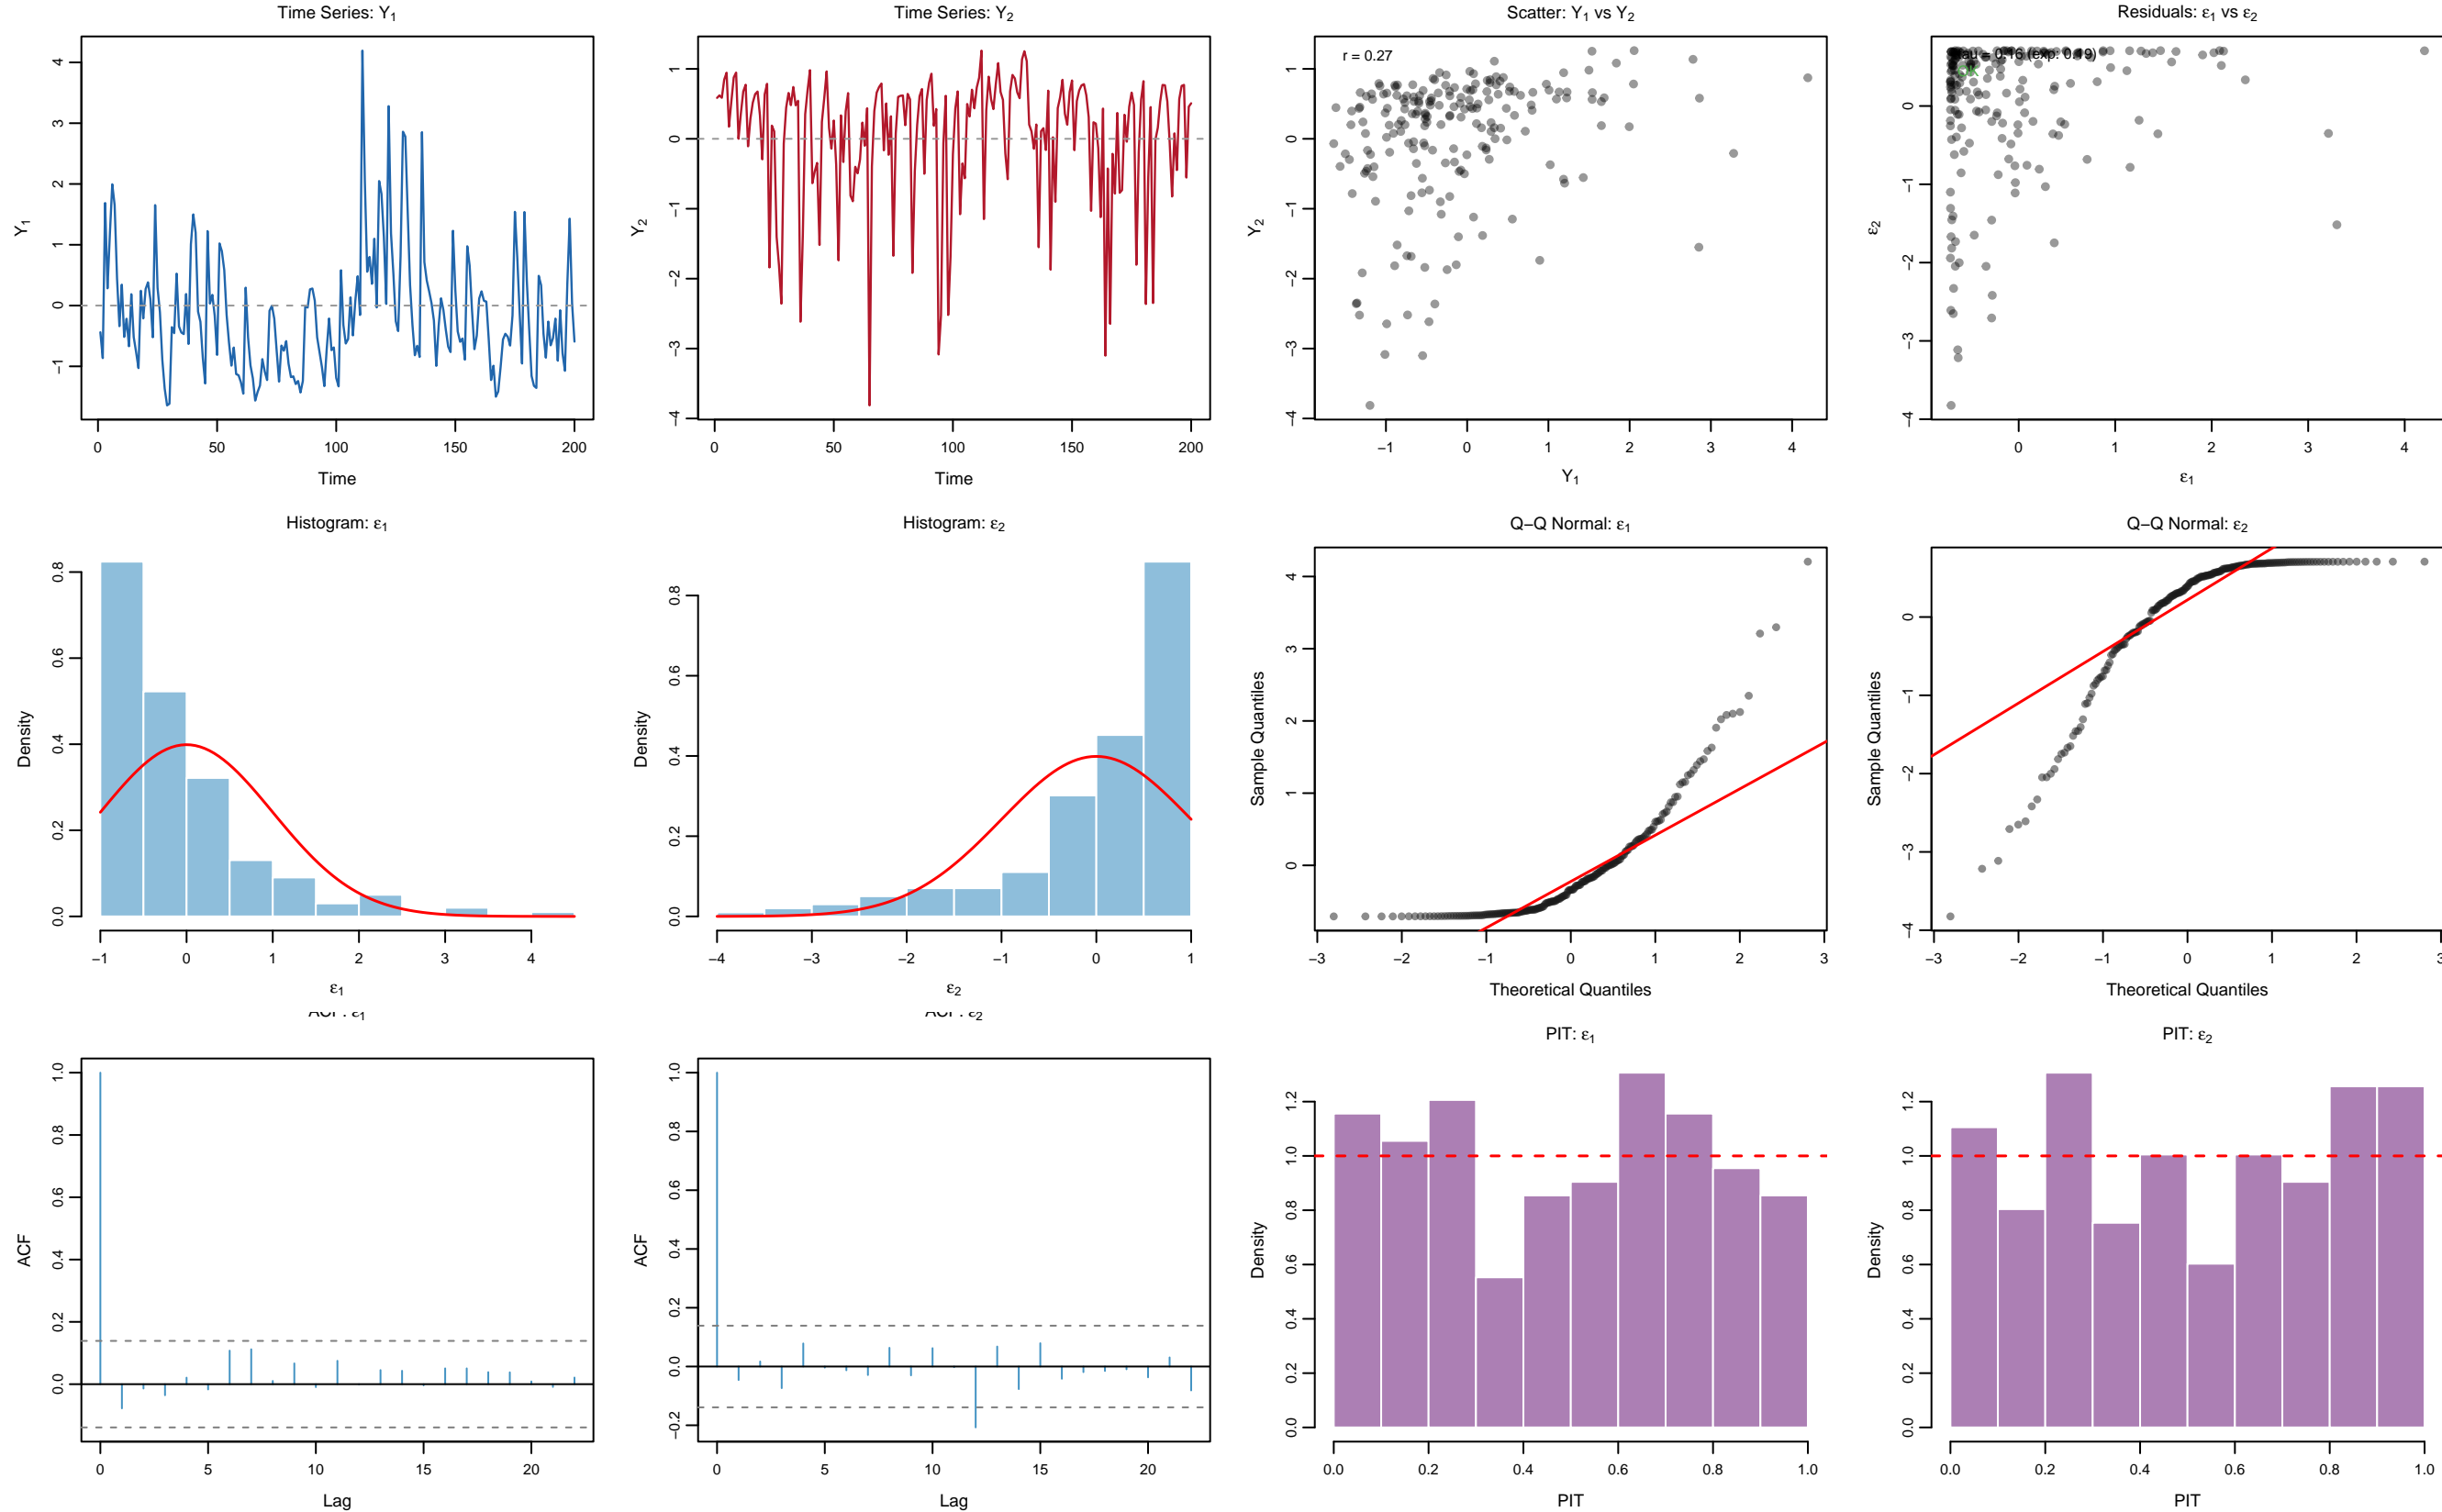 Time Series: Y₁
Y₁
4
3
2
1
0
−1
0 50 100 150 200
Time
Time Series: Y₂
Y₂
1
0
−1
−2
−3
−4
0 50 100 150 200
Time
Scatter: Y₁ vs Y₂
r = 0.27
Y₂
1
0
−1
−2
−3
−4
−1 0 1 2 3 4
Y₁
Residuals: ε₁ vs ε₂
(exp: 0.19)
ε₂
0
−1
−2
−3
−4
0 1 2 3 4
ε₁
Histogram: ε₁
Density
0.8
0.6
0.4
0.2
0.0
−1 0 1 2 3 4
ε₁
Histogram: ε₂
Density
0.8
0.6
0.4
0.2
0.0
−4 −3 −2 −1 0 1
ε₂
Q−Q Normal: ε₁
Sample Quantiles
4
3
2
1
0
−3 −2 −1 0 1 2 3
Theoretical Quantiles
Q−Q Normal: ε₂
Sample Quantiles
0
−1
−2
−3
−4
−3 −2 −1 0 1 2 3
Theoretical Quantiles
ACF: ε₁
ACF
1.0
0.8
0.6
0.4
0.2
0.0
0 5 10 15 20
Lag
ACF: ε₂
ACF
1.0
0.8
0.6
0.4
0.2
0.0
−0.2
0 5 10 15 20
Lag
PIT: ε₁
Density
1.2
1.0
0.8
0.6
0.4
0.2
0.0
0.0 0.2 0.4 0.6 0.8 1.0
PIT
PIT: ε₂
Density
1.2
1.0
0.8
0.6
0.4
0.2
0.0
0.0 0.2 0.4 0.6 0.8 1.0
PIT